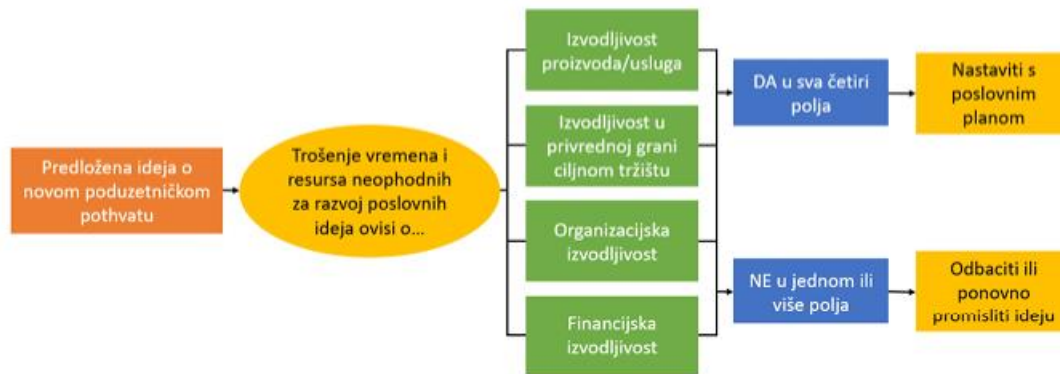 Predložena ideja o
novom poduzetničkom
pothvatu
Trošenje vremena i
resursa neophodnih
za razvoj poslovnih
ideja ovisi o...
Izvodljivost
proizvoda/usluga
Izvodljivost u
privrednoj grani
ciljnom tržištu
Organizacijska
izvodljivost
Financijska
izvodljivost
DA u sva četiri
polja
Nastaviti s
poslovnim
planom
NE u jednom ili
više polja
Odbaciti ili
ponovno
promisliti ideju